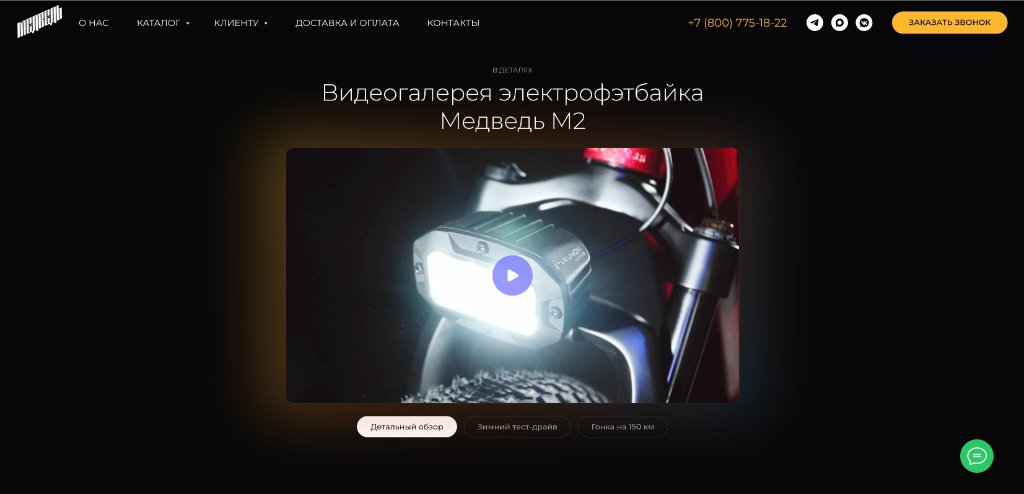 МЕДВЕДЬ
О НАС
КАТАЛОГ
КЛИЕНТУ
ДОСТАВКА И ОПЛАТА
КОНТАКТЫ
+7 (800) 775-18-22
ЗАКАЗАТЬ ЗВОНОК
В ДЕТАЛЯХ
Видеогалерея электрофэтбайка
Медведь М2
Детальный обзор
Зимний тест-драйв
Гонка на 150 км